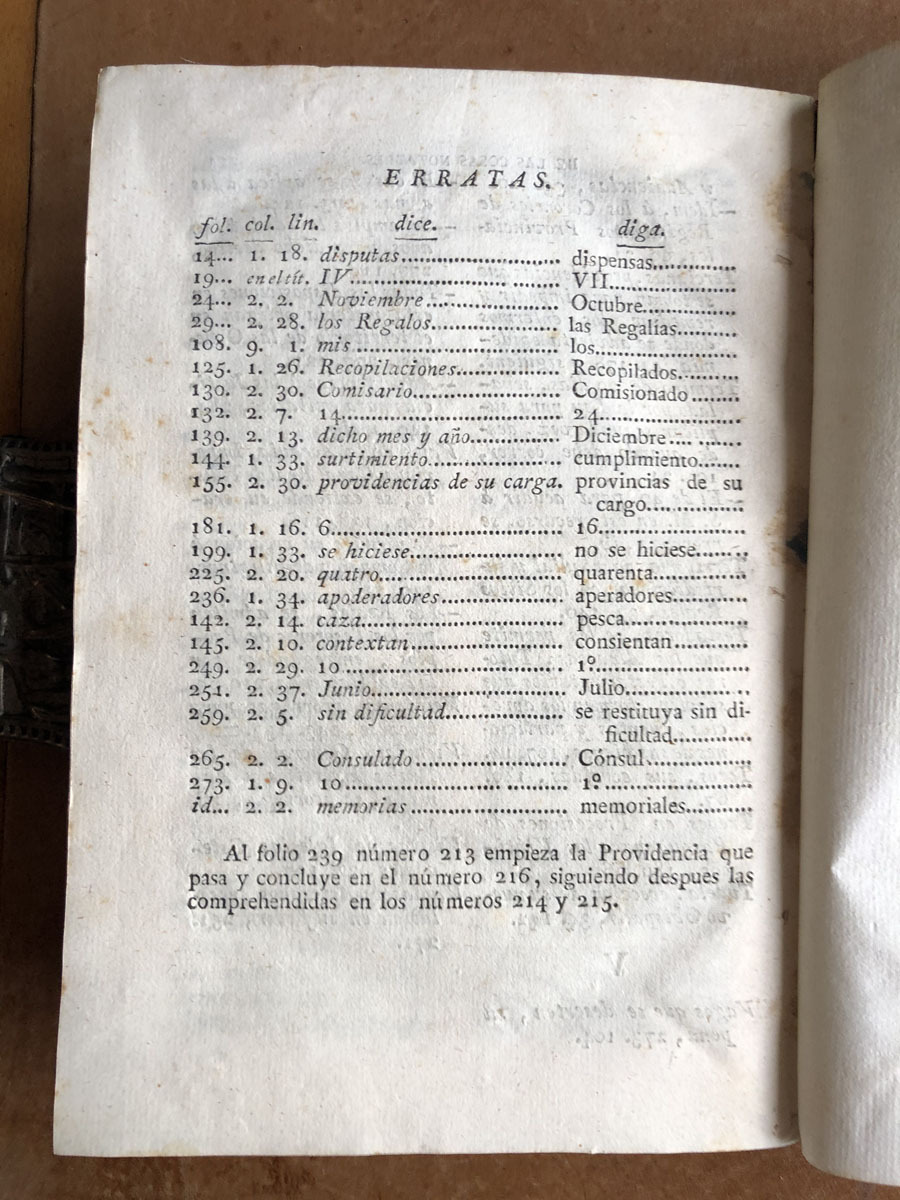 ERRATAS.
fol. col. lin. dice. diga.
14... 1. 18. disputas........................... dispensas..............
19... en el tít. IV........................... VII......................
24... 2. 2. Noviembre...................... Octubre................
29... 2. 28. los Regalos..................... las Regalías..........
108. 9. 1. mis ................................. los.......................
125. 1. 26. Recopilaciones................. Recopilados..........
130. 2. 30. Comisario........................ Comisionado ........
132. 2. 7. 14................................... 24.........................
139. 2. 13. dicho mes y año.............. Diciembre............
144. 1. 33. surtimiento..................... cumplimiento.......
155. 2. 30. providencias de su carga. provincias de su
cargo................
181. 1. 16. 6.................................... 16........................
199. 1. 33. se hiciese........................ no se hiciese........
225. 2. 20. quatro............................. quarenta...............
236. 1. 34. apoderadores................... aperadores............
142. 2. 14. caza................................ pesca....................
145. 2. 10. contextan........................ consientan............
249. 2. 29. 10 .................................. 1º.........................
251. 2. 37. Junio.............................. Julio.....................
259. 2. 5. sin dificultad................... se restituya sin di-
ficultad............
265. 2. 2. Consulado....................... Cónsul..................
273. 1. 9. 10................................... 1º.........................
id... 2. 2. memorias ........................ memoriales...........
Al folio 239 número 213 empieza la Providencia que
pasa y concluye en el número 216, siguiendo despues las
comprehendidas en los números 214 y 215.